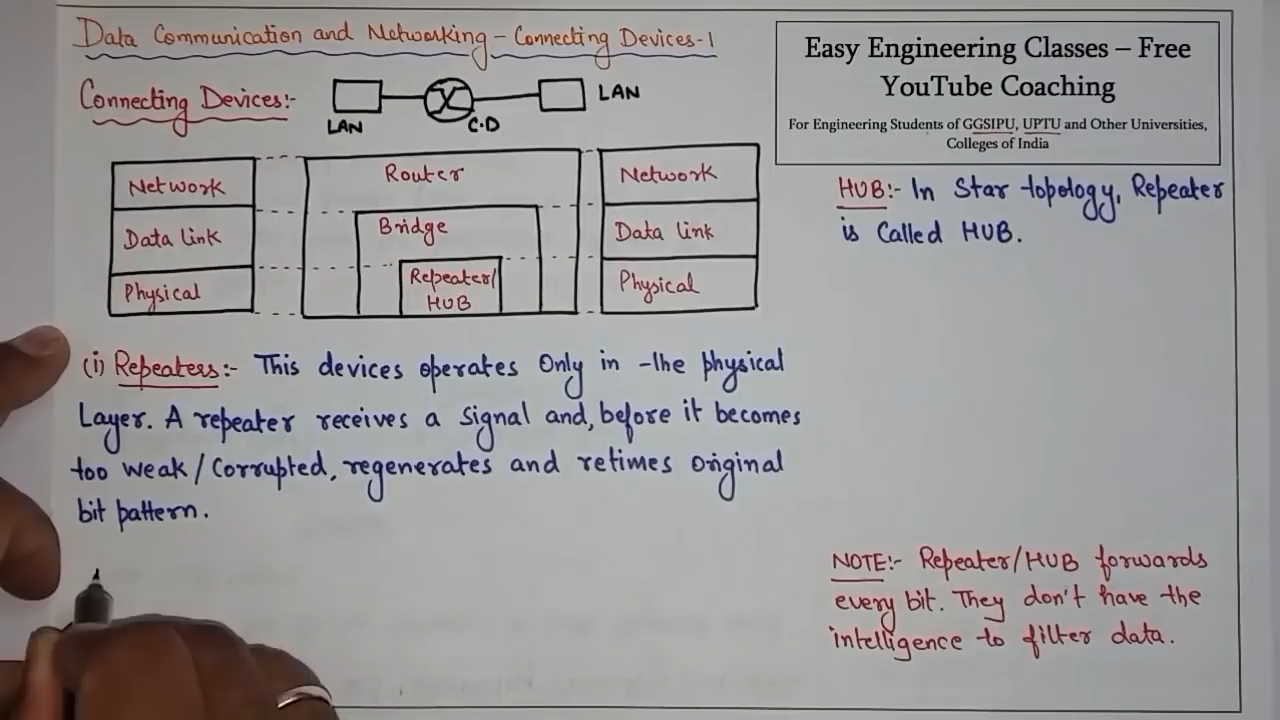 Data Communication and Networking - Connecting Devices-1
Easy Engineering Classes – Free
YouTube Coaching
For Engineering Students of GGSIPU, UPTU and Other Universities,
Colleges of India
Connecting Devices:-
LAN
C.D
LAN
Network
Data link
Physical
Router
Bridge
Repeater/
HUB
Network
Data link
Physical
HUB:- In Star topology, Repeater
is Called HUB.
(i) Repeaters:- This devices operates Only in the physical
Layer. A repeater receives a Signal and, before it becomes
too weak/Corrupted, regenerates and retimes Original
bit pattern.
NOTE:- Repeater/HUB forwards
every bit. They don't have the
intelligence to filter data.